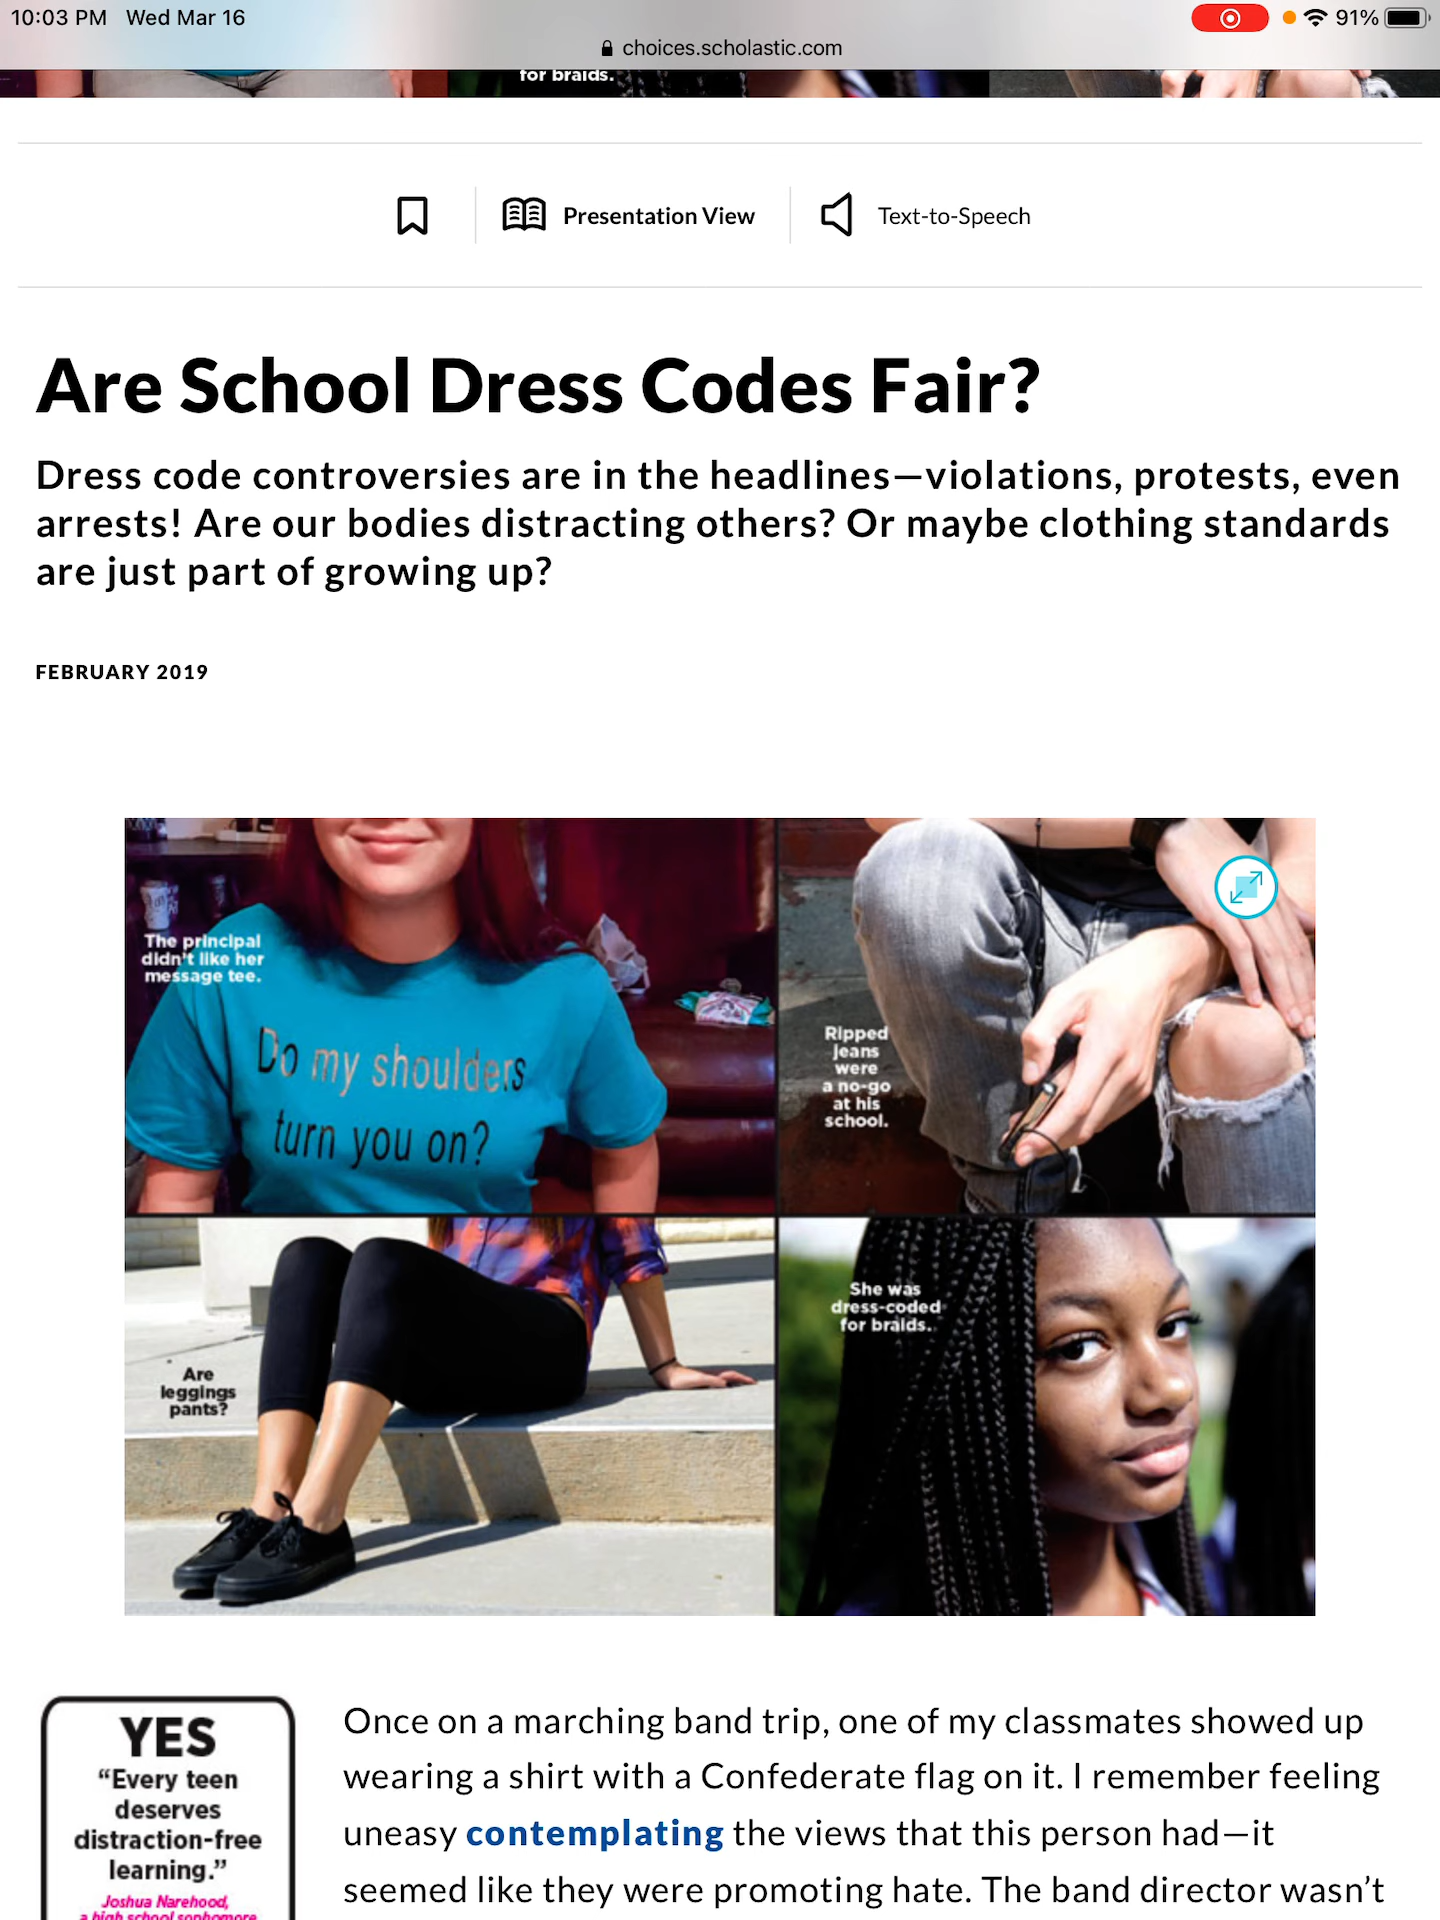 10:03 PM Wed Mar 16
91%
choices.scholastic.com
for braids.
Presentation View
Text-to-Speech
Are School Dress Codes Fair?
Dress code controversies are in the headlines—violations, protests, even
arrests! Are our bodies distracting others? Or maybe clothing standards
are just part of growing up?
FEBRUARY 2019
The principal
didn't like her
message tee.
Do my shoulders
turn you on?
Ripped
jeans
were
a no-go
at his
school.
Are
leggings
pants?
She was
dress-coded
for braids.
YES
“Every teen
deserves
distraction-free
learning.”
Joshua Narehood,
a high school sophomore
Once on a marching band trip, one of my classmates showed up
wearing a shirt with a Confederate flag on it. I remember feeling
uneasy contemplating the views that this person had—it
seemed like they were promoting hate. The band director wasn’t